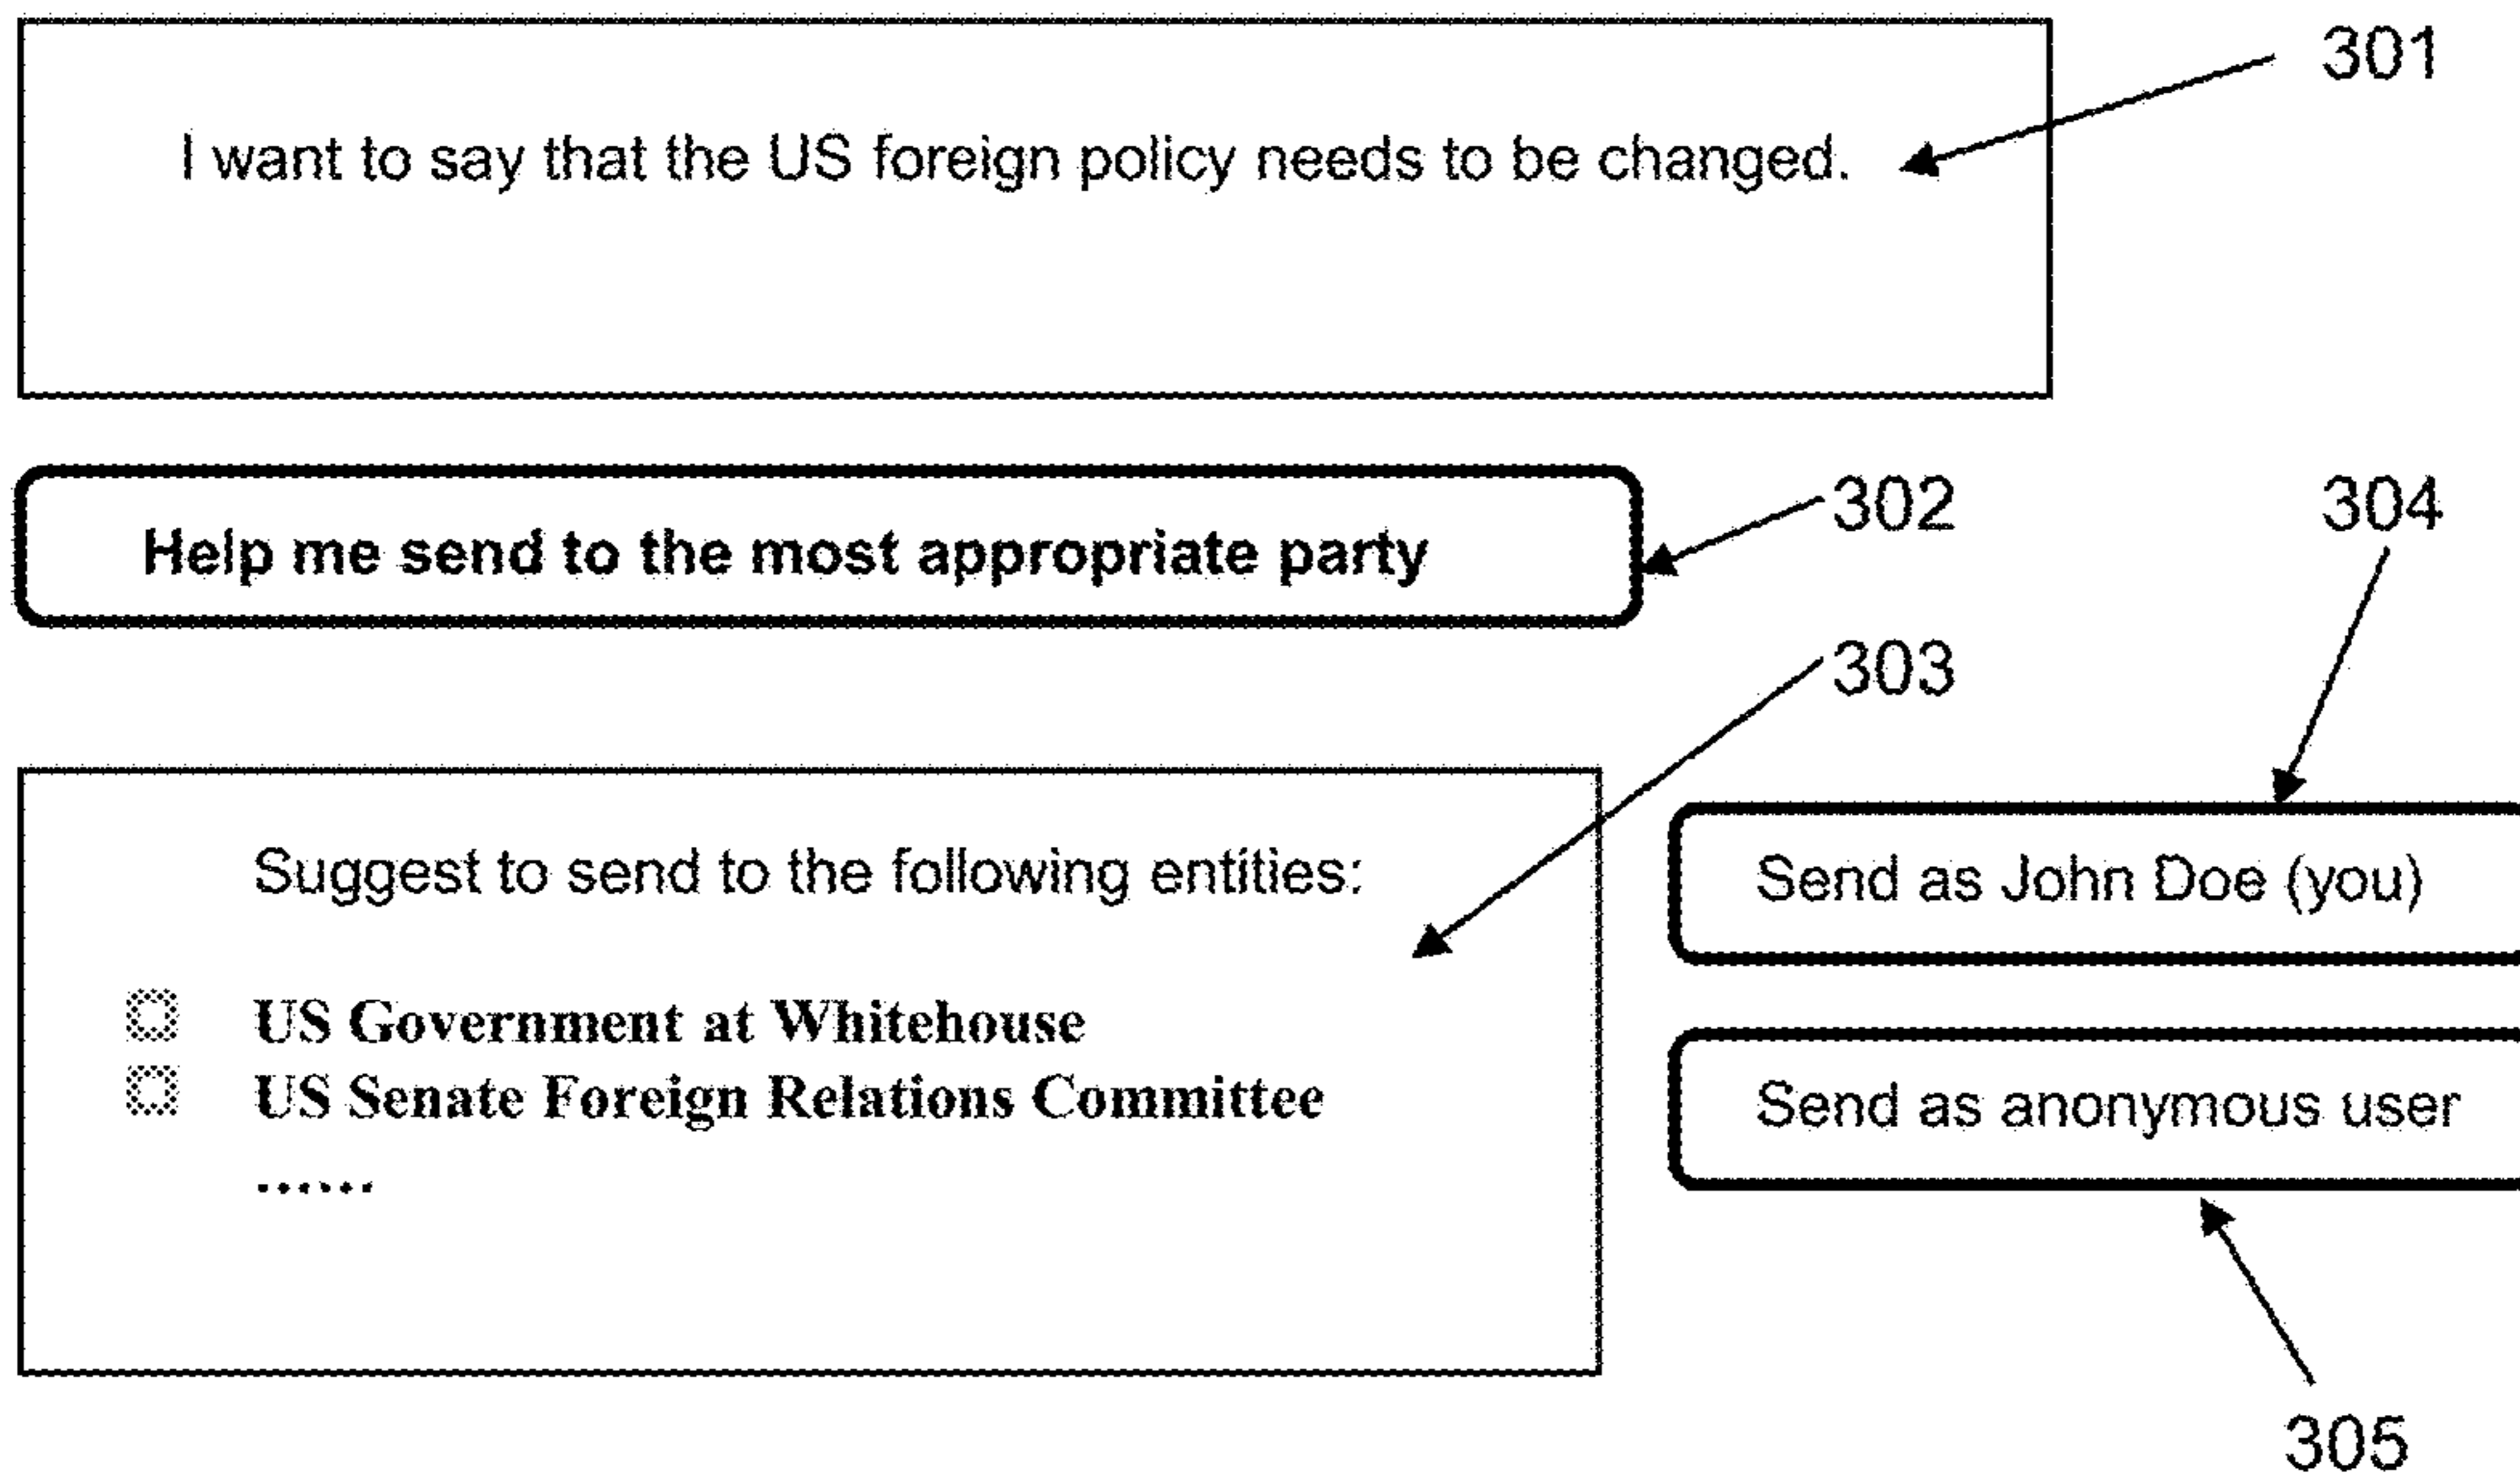 301
I want to say that the US foreign policy needs to be changed.
302
304
Help me send to the most appropriate party
303
Suggest to send to the following entities:
Send as John Doe (you)
US Government at Whitehouse
US Senate Foreign Relations Committee
Send as anonymous user
......
305